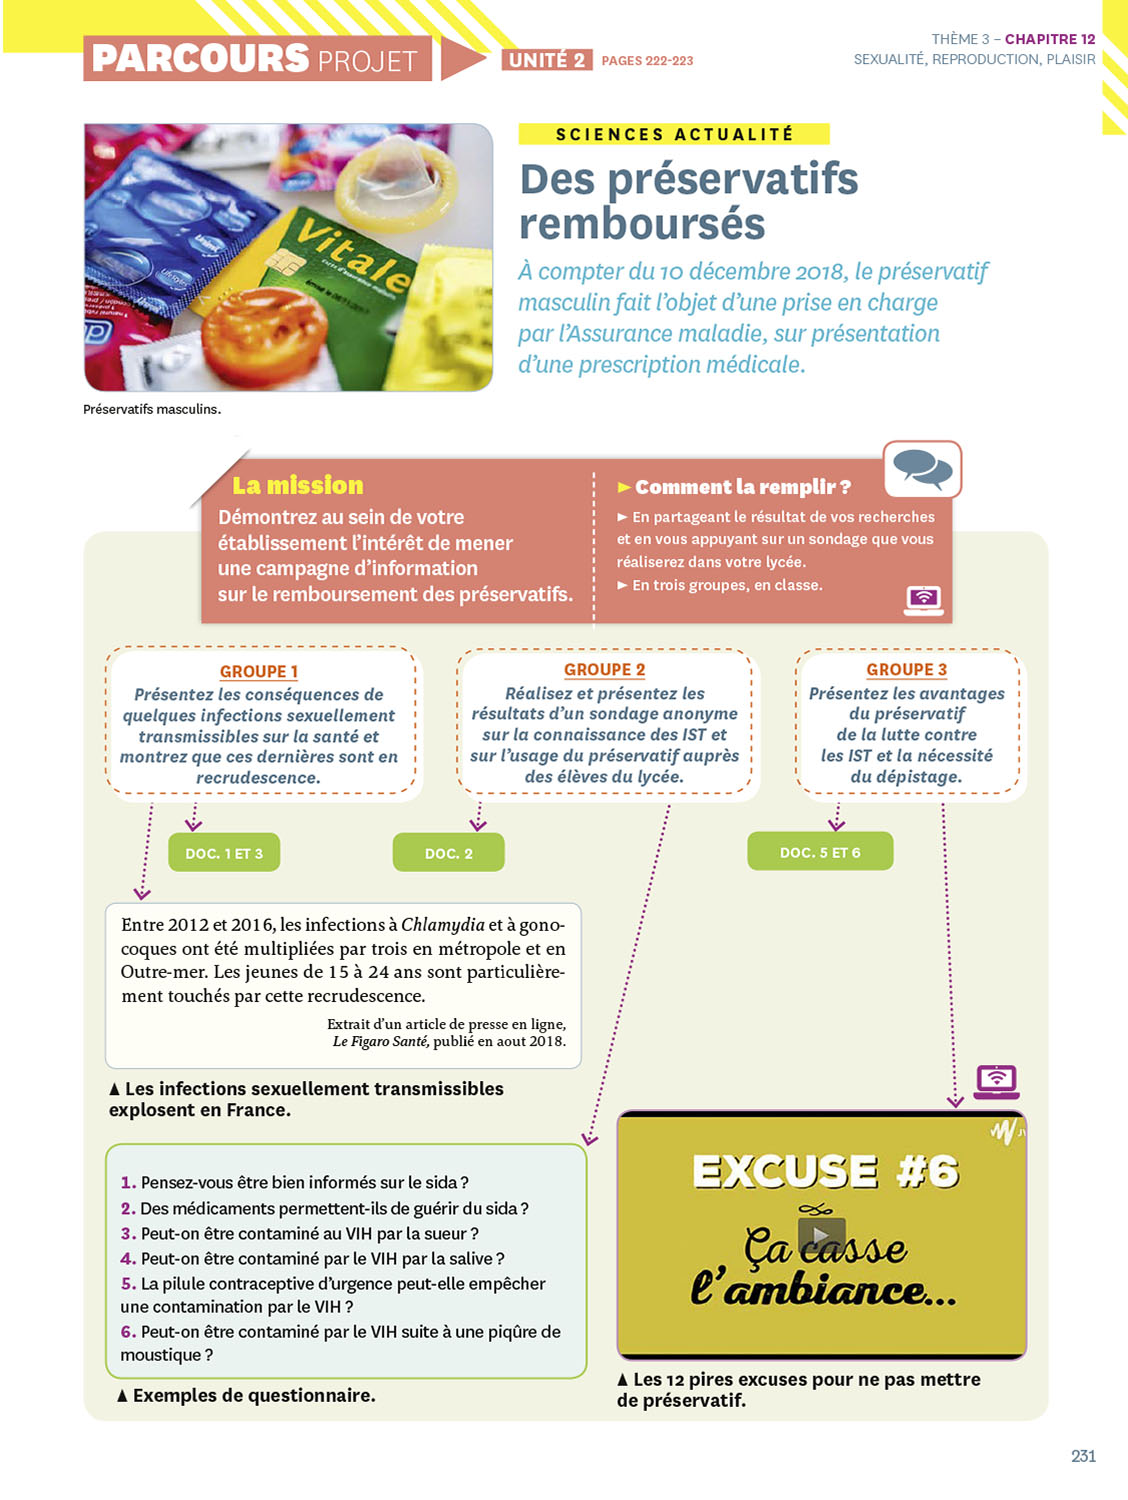 PARCOURS PROJET
UNITÉ 2 PAGES 222-223
THÈME 3 – CHAPITRE 12
SEXUALITÉ, REPRODUCTION, PLAISIR
Vitale
Préservatifs masculins.
SCIENCES ACTUALITÉ
Des préservatifs
remboursés
À compter du 10 décembre 2018, le préservatif
masculin fait l’objet d’une prise en charge
par l’Assurance maladie, sur présentation
d’une prescription médicale.
La mission
Démontrez au sein de votre
établissement l’intérêt de mener
une campagne d’information
sur le remboursement des préservatifs.
► Comment la remplir ?
► En partageant le résultat de vos recherches
et en vous appuyant sur un sondage que vous
réaliserez dans votre lycée.
► En trois groupes, en classe.
GROUPE 1
Présentez les conséquences de
quelques infections sexuellement
transmissibles sur la santé et
montrez que ces dernières sont en
recrudescence.
GROUPE 2
Réalisez et présentez les
résultats d’un sondage anonyme
sur la connaissance des IST et
sur l’usage du préservatif auprès
des élèves du lycée.
GROUPE 3
Présentez les avantages
du préservatif
de la lutte contre
les IST et la nécessité
du dépistage.
DOC. 1 ET 3
DOC. 2
DOC. 5 ET 6
Entre 2012 et 2016, les infections à Chlamydia et à gono-
coques ont été multipliées par trois en métropole et en
Outre-mer. Les jeunes de 15 à 24 ans sont particulière-
ment touchés par cette recrudescence.
Extrait d’un article de presse en ligne,
Le Figaro Santé, publié en aout 2018.
▲ Les infections sexuellement transmissibles
explosent en France.
1. Pensez-vous être bien informés sur le sida ?
2. Des médicaments permettent-ils de guérir du sida ?
3. Peut-on être contaminé au VIH par la sueur ?
4. Peut-on être contaminé par le VIH par la salive ?
5. La pilule contraceptive d’urgence peut-elle empêcher
une contamination par le VIH ?
6. Peut-on être contaminé par le VIH suite à une piqûre de
moustique ?
▲ Exemples de questionnaire.
EXCUSE #6
Ça casse
l’ambiance...
▲ Les 12 pires excuses pour ne pas mettre
de préservatif.
231